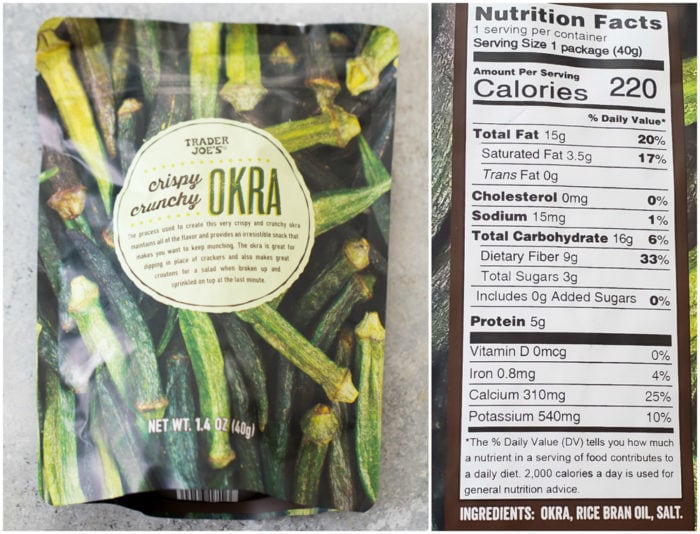 TRADER
JOE'S
crispy
crunchy
OKRA
The process used to create this very crispy and crunchy okra
maintains all of the flavor and provides an irresistible snack that
makes you want to keep munching. The okra is great for
dipping in place of crackers and also makes great
croutons for a salad when broken up and
sprinkled on top at the last minute.
NET WT. 1.4 OZ (40g)
Nutrition Facts
1 serving per container
Serving Size 1 package (40g)
Amount Per Serving
Calories 220
% Daily Value*
Total Fat 15g 20%
Saturated Fat 3.5g 17%
Trans Fat 0g
Cholesterol 0mg 0%
Sodium 15mg 1%
Total Carbohydrate 16g 6%
Dietary Fiber 9g 33%
Total Sugars 3g
Includes 0g Added Sugars 0%
Protein 5g
Vitamin D 0mcg 0%
Iron 0.8mg 4%
Calcium 310mg 25%
Potassium 540mg 10%
*The % Daily Value (DV) tells you how much
a nutrient in a serving of food contributes to
a daily diet. 2,000 calories a day is used for
general nutrition advice.
INGREDIENTS: OKRA, RICE BRAN OIL, SALT.